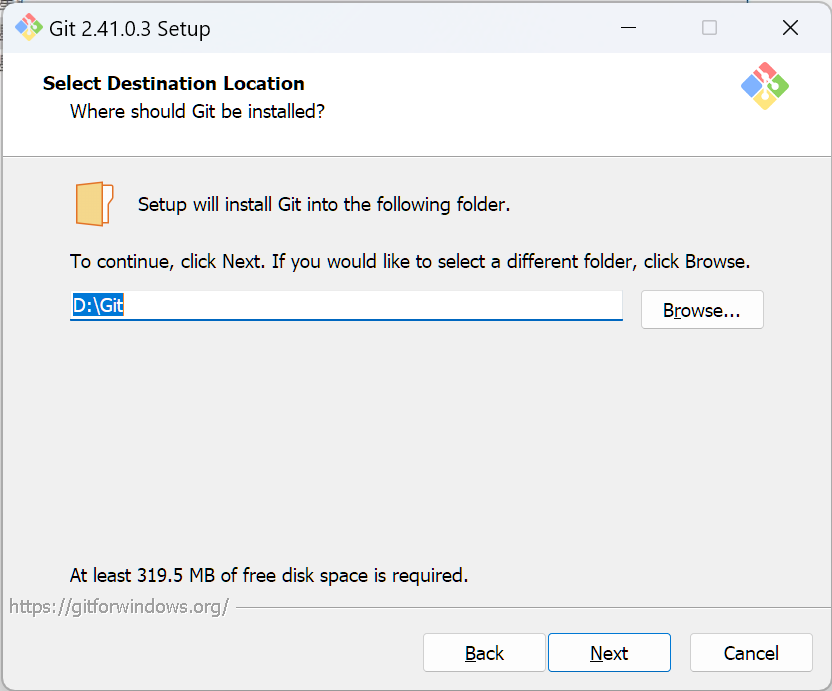 Git 2.41.0.3 Setup
Select Destination Location
Where should Git be installed?
Setup will install Git into the following folder.
To continue, click Next. If you would like to select a different folder, click Browse.
D:\Git
Browse...
At least 319.5 MB of free disk space is required.
https://gitforwindows.org/
Back
Next
Cancel